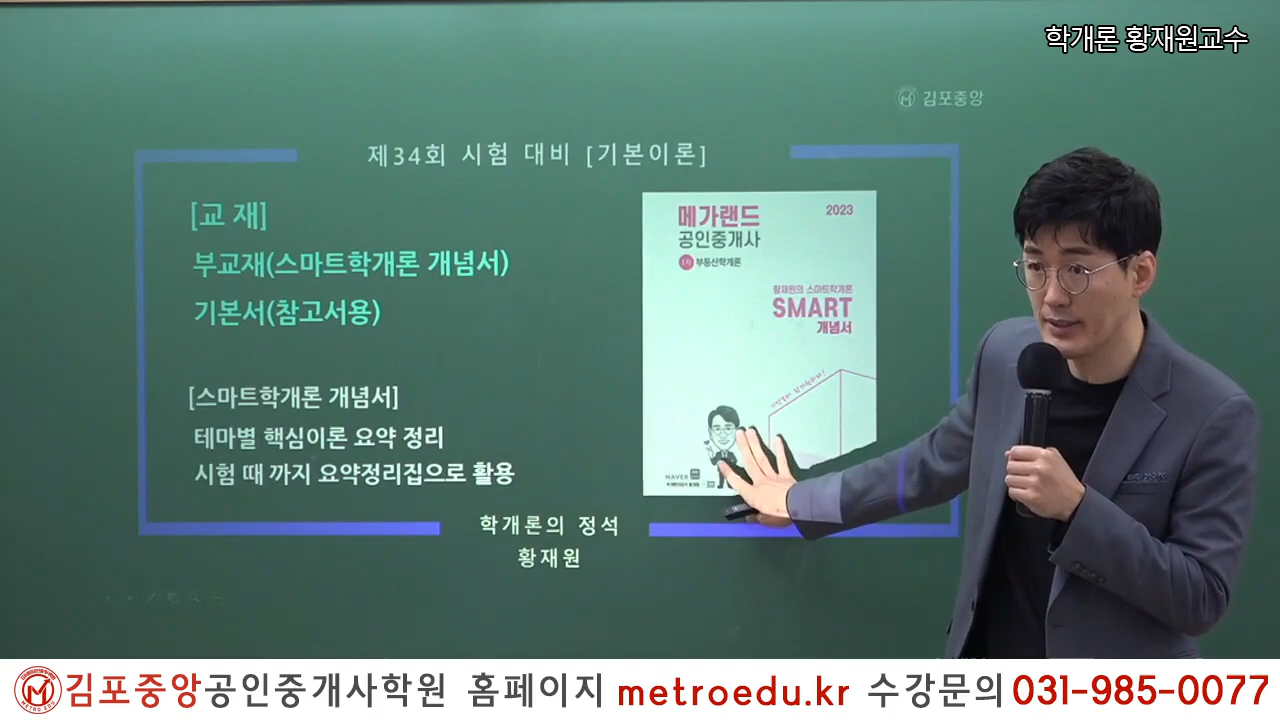 학개론 황재원교수
김포중앙
제34회 시험 대비 [기본이론]
[교 재]
부교재(스마트학개론 개념서)
기본서(참고서용)
[스마트학개론 개념서]
테마별 핵심이론 요약 정리
시험 때 까지 요약정리집으로 활용
학개론의 정석
황재원
메가랜드
2023
공인중개사
1차 부동산학개론
황재원의 스마트학개론
SMART
개념서
NAVER
METRO EDU
김포중앙공인중개사학원 홈페이지 metroedu.kr 수강문의 031-985-0077